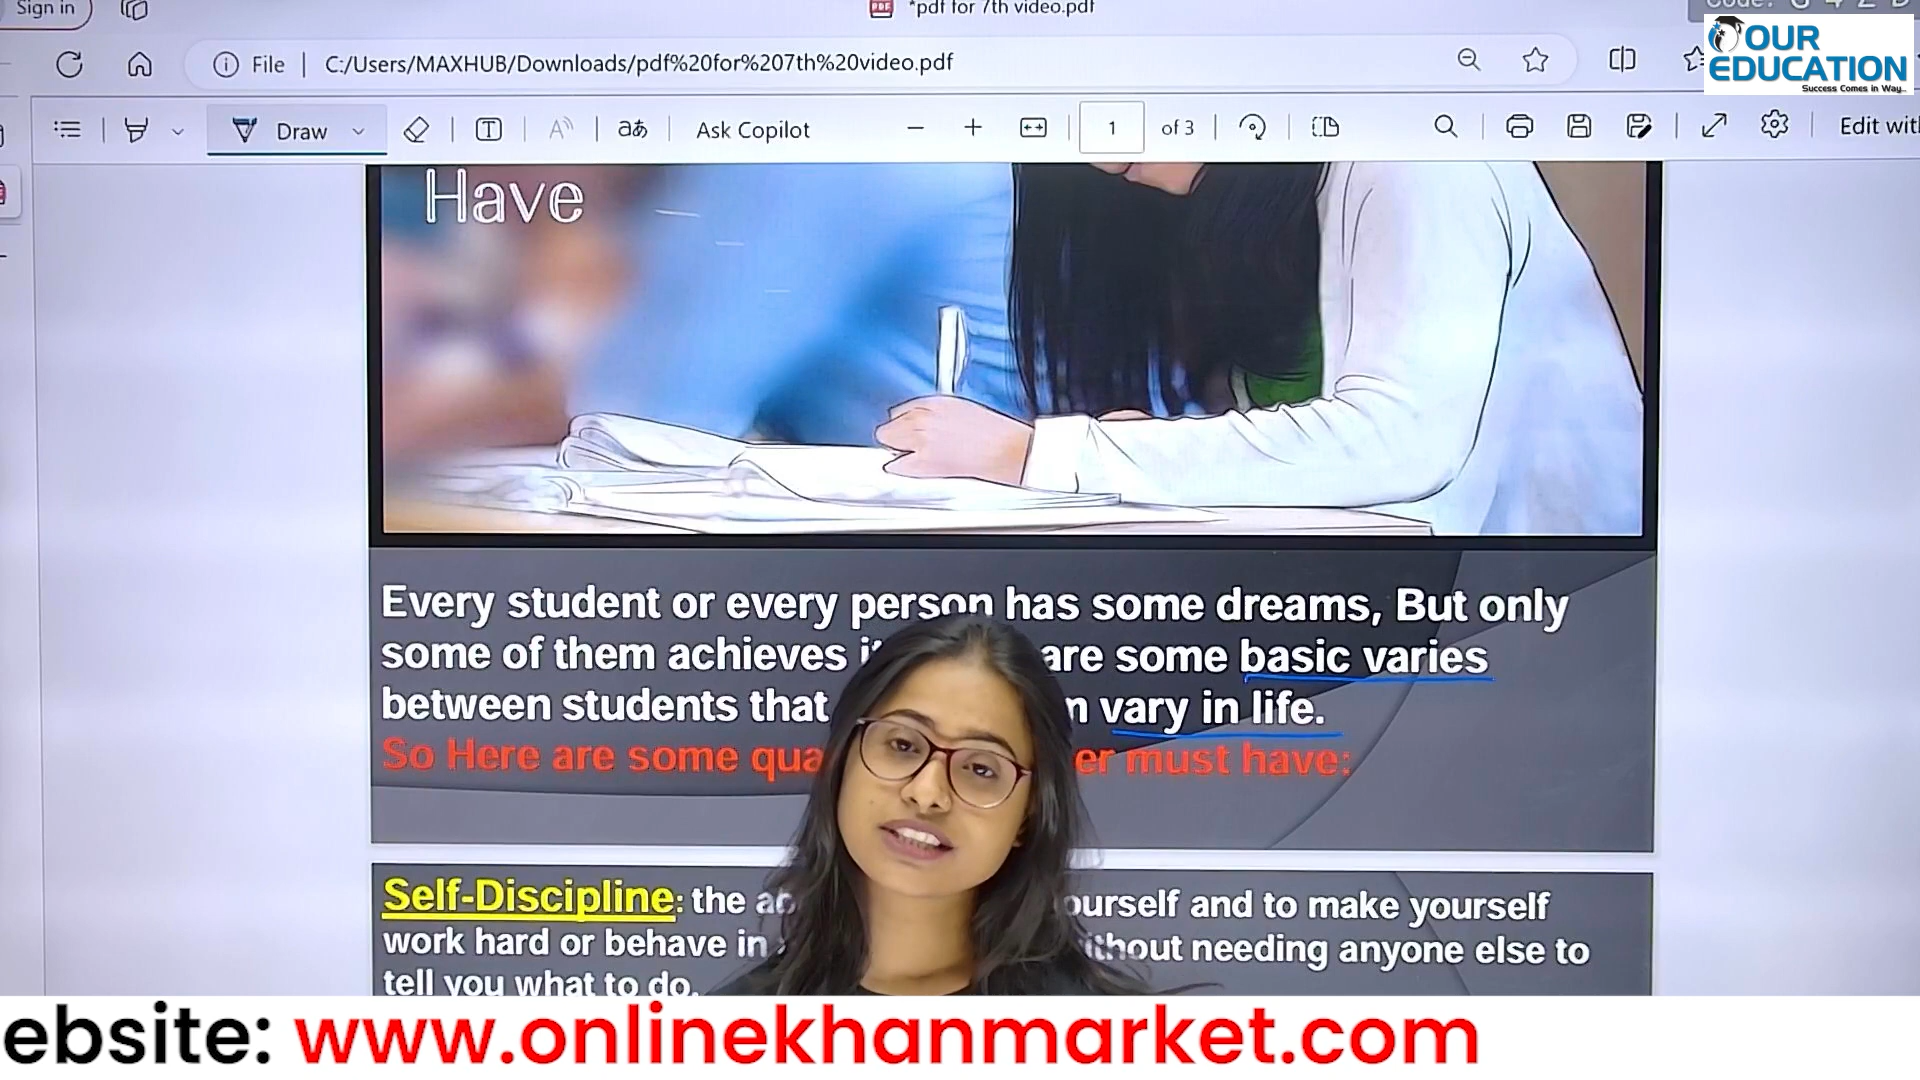 Sign in
*pdf for 7th video.pdf
OUR
EDUCATION
Success Comes in Way...
File | C:/Users/MAXHUB/Downloads/pdf%20for%207th%20video.pdf
Draw
T
aあ
Ask Copilot
1 of 3
Edit wit
Have
Every student or every person has some dreams, But only
some of them achieves are some basic varies
between students that vary in life.
So Here are some must have:
Self-Discipline: the yourself and to make yourself
work hard or behave in without needing anyone else to
tell you what to do.
ebsite: www.onlinekhanmarket.com